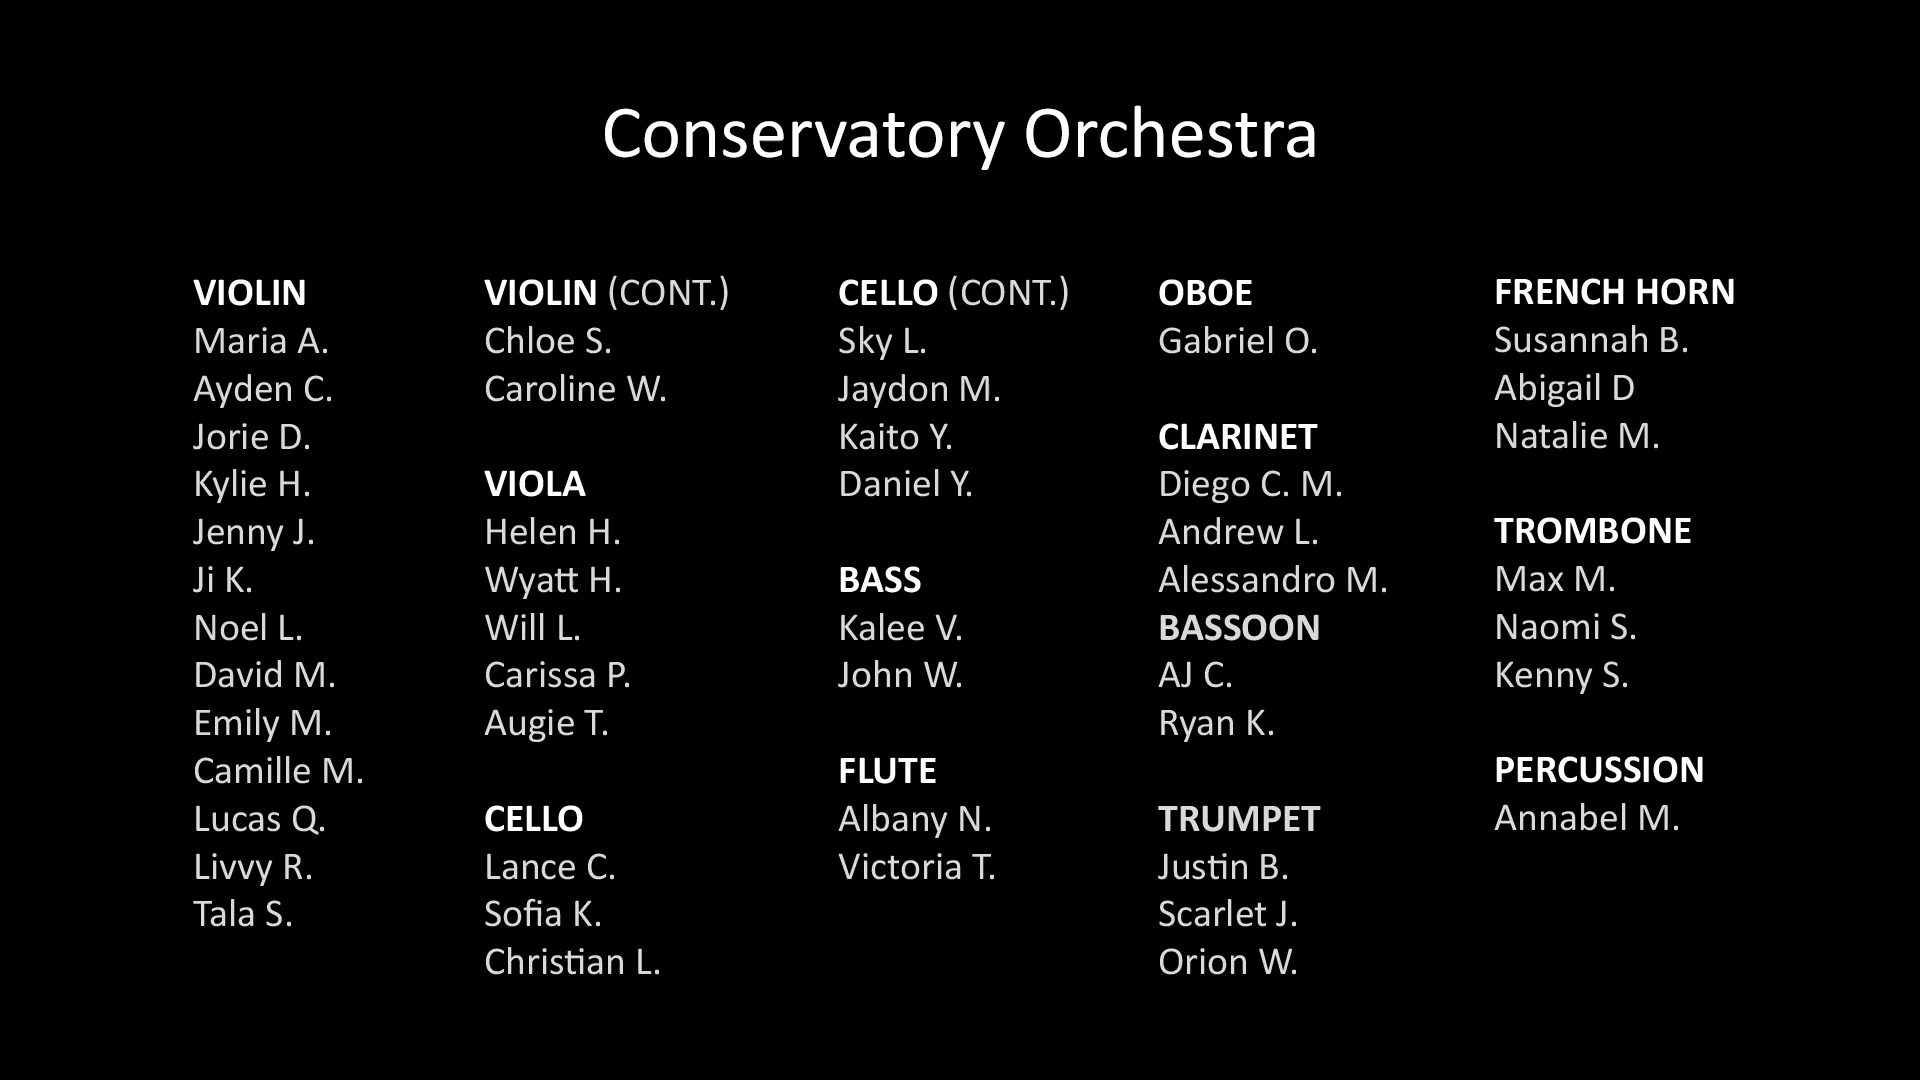 Conservatory Orchestra
VIOLIN
Maria A.
Ayden C.
Jorie D.
Kylie H.
Jenny J.
Ji K.
Noel L.
David M.
Emily M.
Camille M.
Lucas Q.
Livvy R.
Tala S.
VIOLIN (CONT.)
Chloe S.
Caroline W.
VIOLA
Helen H.
Wyatt H.
Will L.
Carissa P.
Augie T.
CELLO
Lance C.
Sofia K.
Christian L.
CELLO (CONT.)
Sky L.
Jaydon M.
Kaito Y.
Daniel Y.
BASS
Kalee V.
John W.
FLUTE
Albany N.
Victoria T.
OBOE
Gabriel O.
CLARINET
Diego C. M.
Andrew L.
Alessandro M.
BASSOON
AJ C.
Ryan K.
TRUMPET
Justin B.
Scarlet J.
Orion W.
FRENCH HORN
Susannah B.
Abigail D
Natalie M.
TROMBONE
Max M.
Naomi S.
Kenny S.
PERCUSSION
Annabel M.